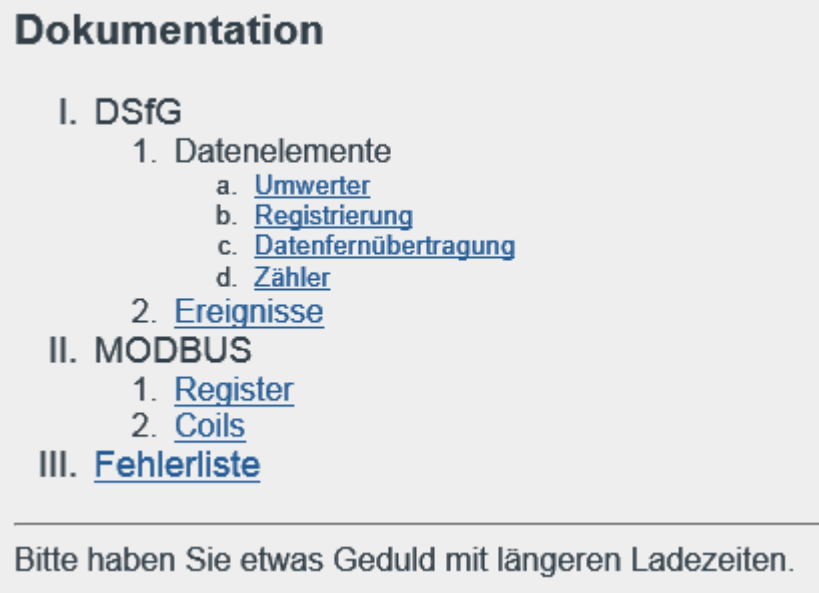 Dokumentation
I. DSfG
1. Datenelemente
a. Umwerter
b. Registrierung
c. Datenfernübertragung
d. Zähler
2. Ereignisse
II. MODBUS
1. Register
2. Coils
III. Fehlerliste
Bitte haben Sie etwas Geduld mit längeren Ladezeiten.